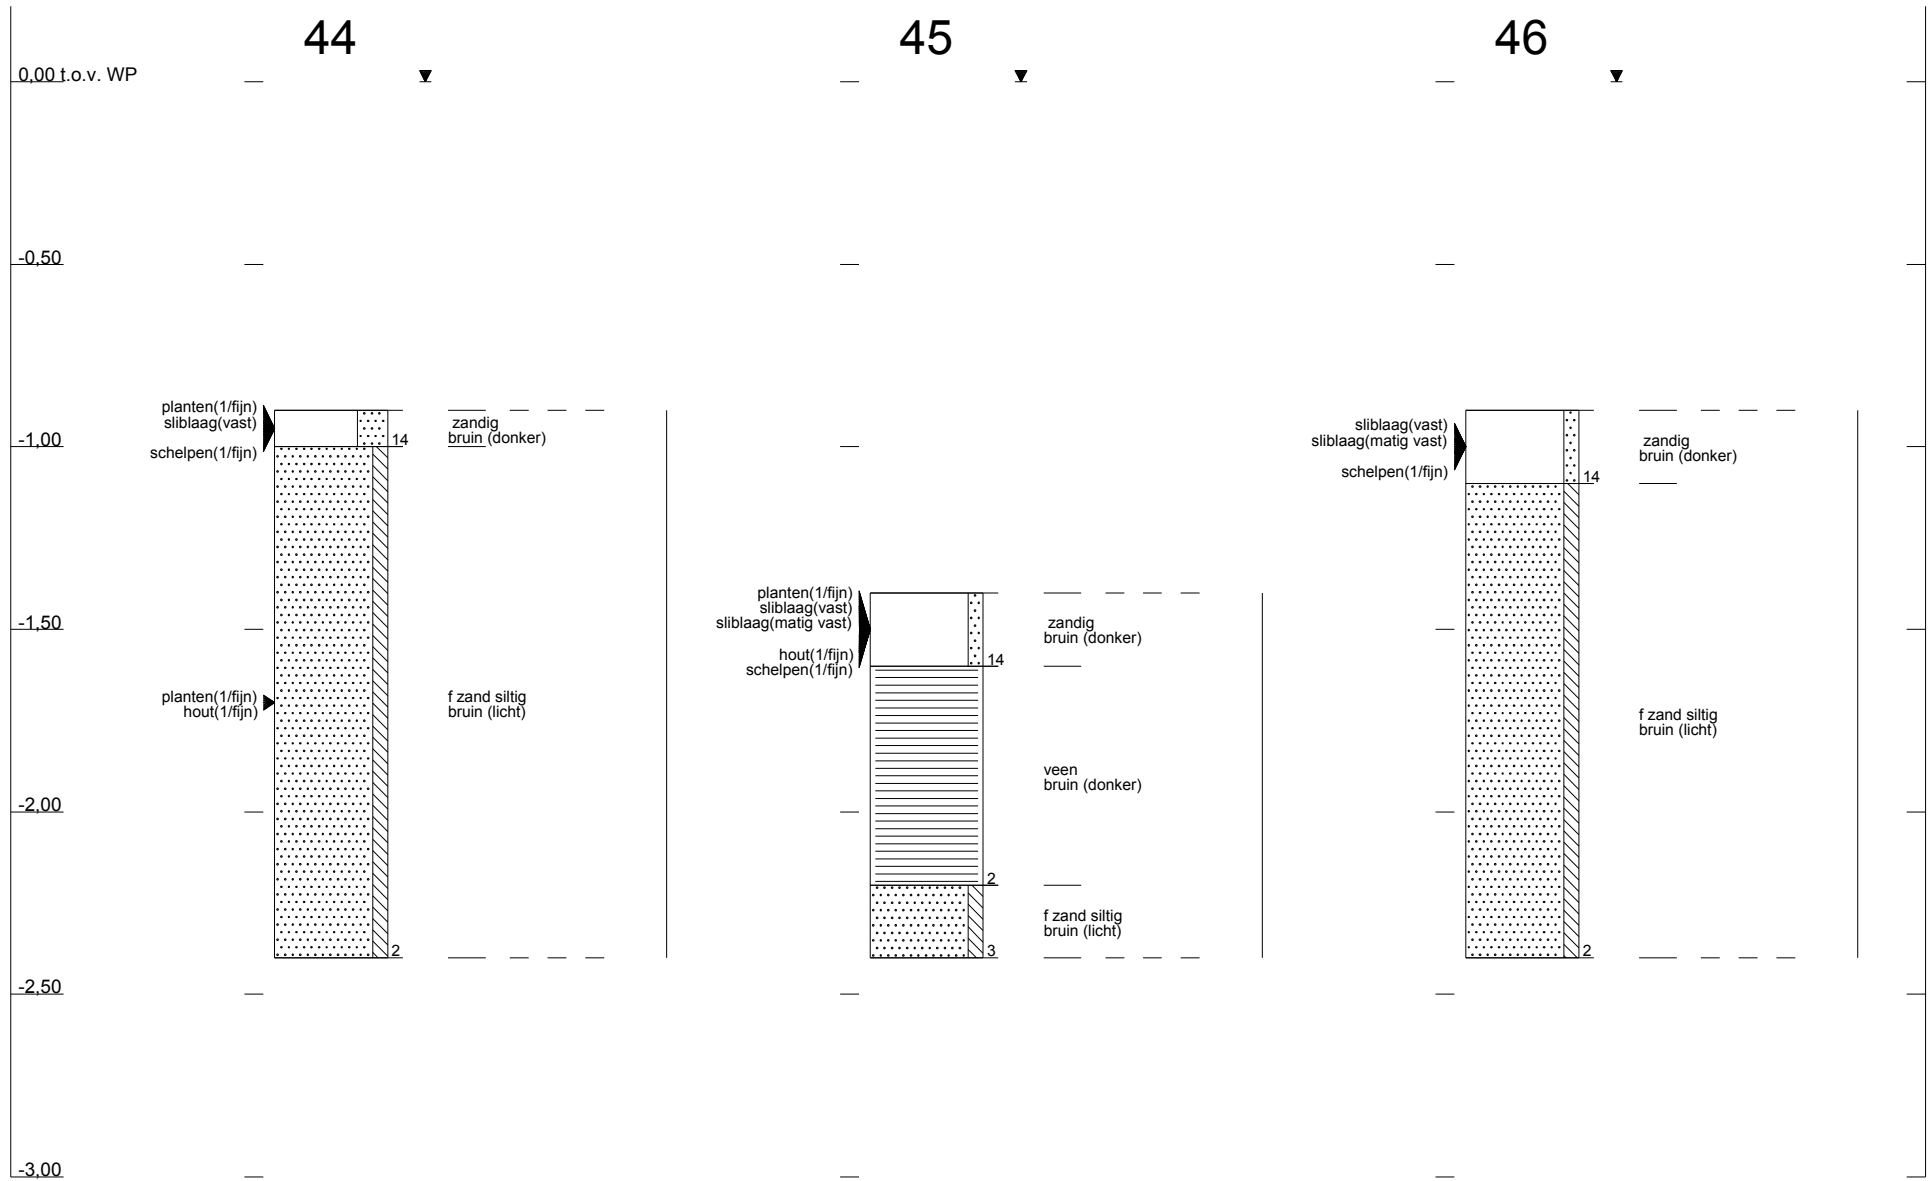 44
45
46
0,00 t.o.v. WP
-0,50
-1,00
-1,50
-2,00
-2,50
-3,00
planten(1/fijn)
sliblaag(vast)
schelpen(1/fijn)
14
zandig
bruin (donker)
planten(1/fijn)
hout(1/fijn)
f zand siltig
bruin (licht)
2
planten(1/fijn)
sliblaag(vast)
sliblaag(matig vast)
hout(1/fijn)
schelpen(1/fijn)
14
zandig
bruin (donker)
veen
bruin (donker)
2
f zand siltig
bruin (licht)
3
sliblaag(vast)
sliblaag(matig vast)
schelpen(1/fijn)
14
zandig
bruin (donker)
f zand siltig
bruin (licht)
2